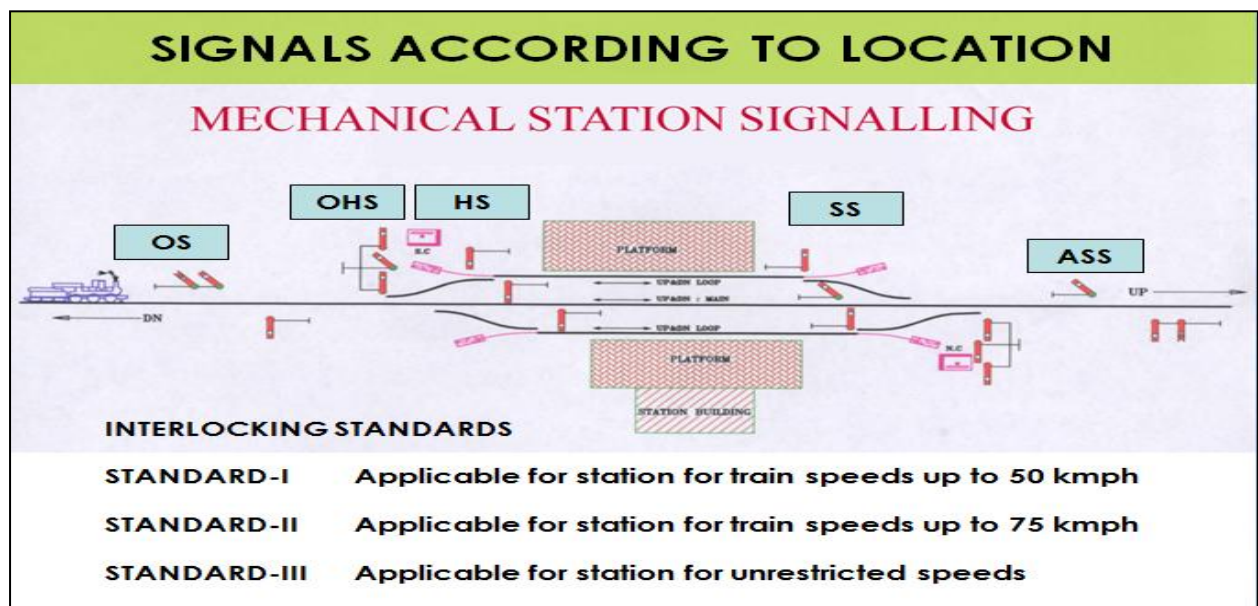 SIGNALS ACCORDING TO LOCATION
MECHANICAL STATION SIGNALLING
OHS
HS
SS
OS
ASS
S.C
PLATFORM
UP&DN LOOP
UP&DN : MAIN
UP
DN
UP&DN LOOP
N.C
PLATFORM
STATION BUILDING
INTERLOCKING STANDARDS
STANDARD-I Applicable for station for train speeds up to 50 kmph
STANDARD-II Applicable for station for train speeds up to 75 kmph
STANDARD-III Applicable for station for unrestricted speeds